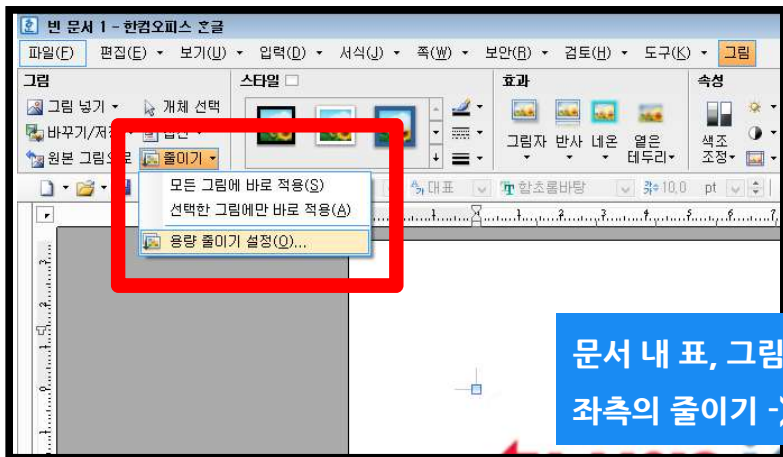 빈 문서 1 - 한컴오피스 호글
파일(F) 편집(E) 보기(U) 입력(D) 서식(J) 쪽(W) 보안(R) 검토(H) 도구(K) 그림
그림 스타일 효과 속성
그림 넣기 개체 선택
바꾸기/저장
그림자 반사 네온 옅은 테두리 색조 조정
원본 그림으로 줄이기
모든 그림에 바로 적용(S)
대표 함초롬바탕 10,0 pt
선택한 그림에만 바로 적용(A)
용량 줄이기 설정(O)...
문서 내 표, 그림
좌측의 줄이기 -